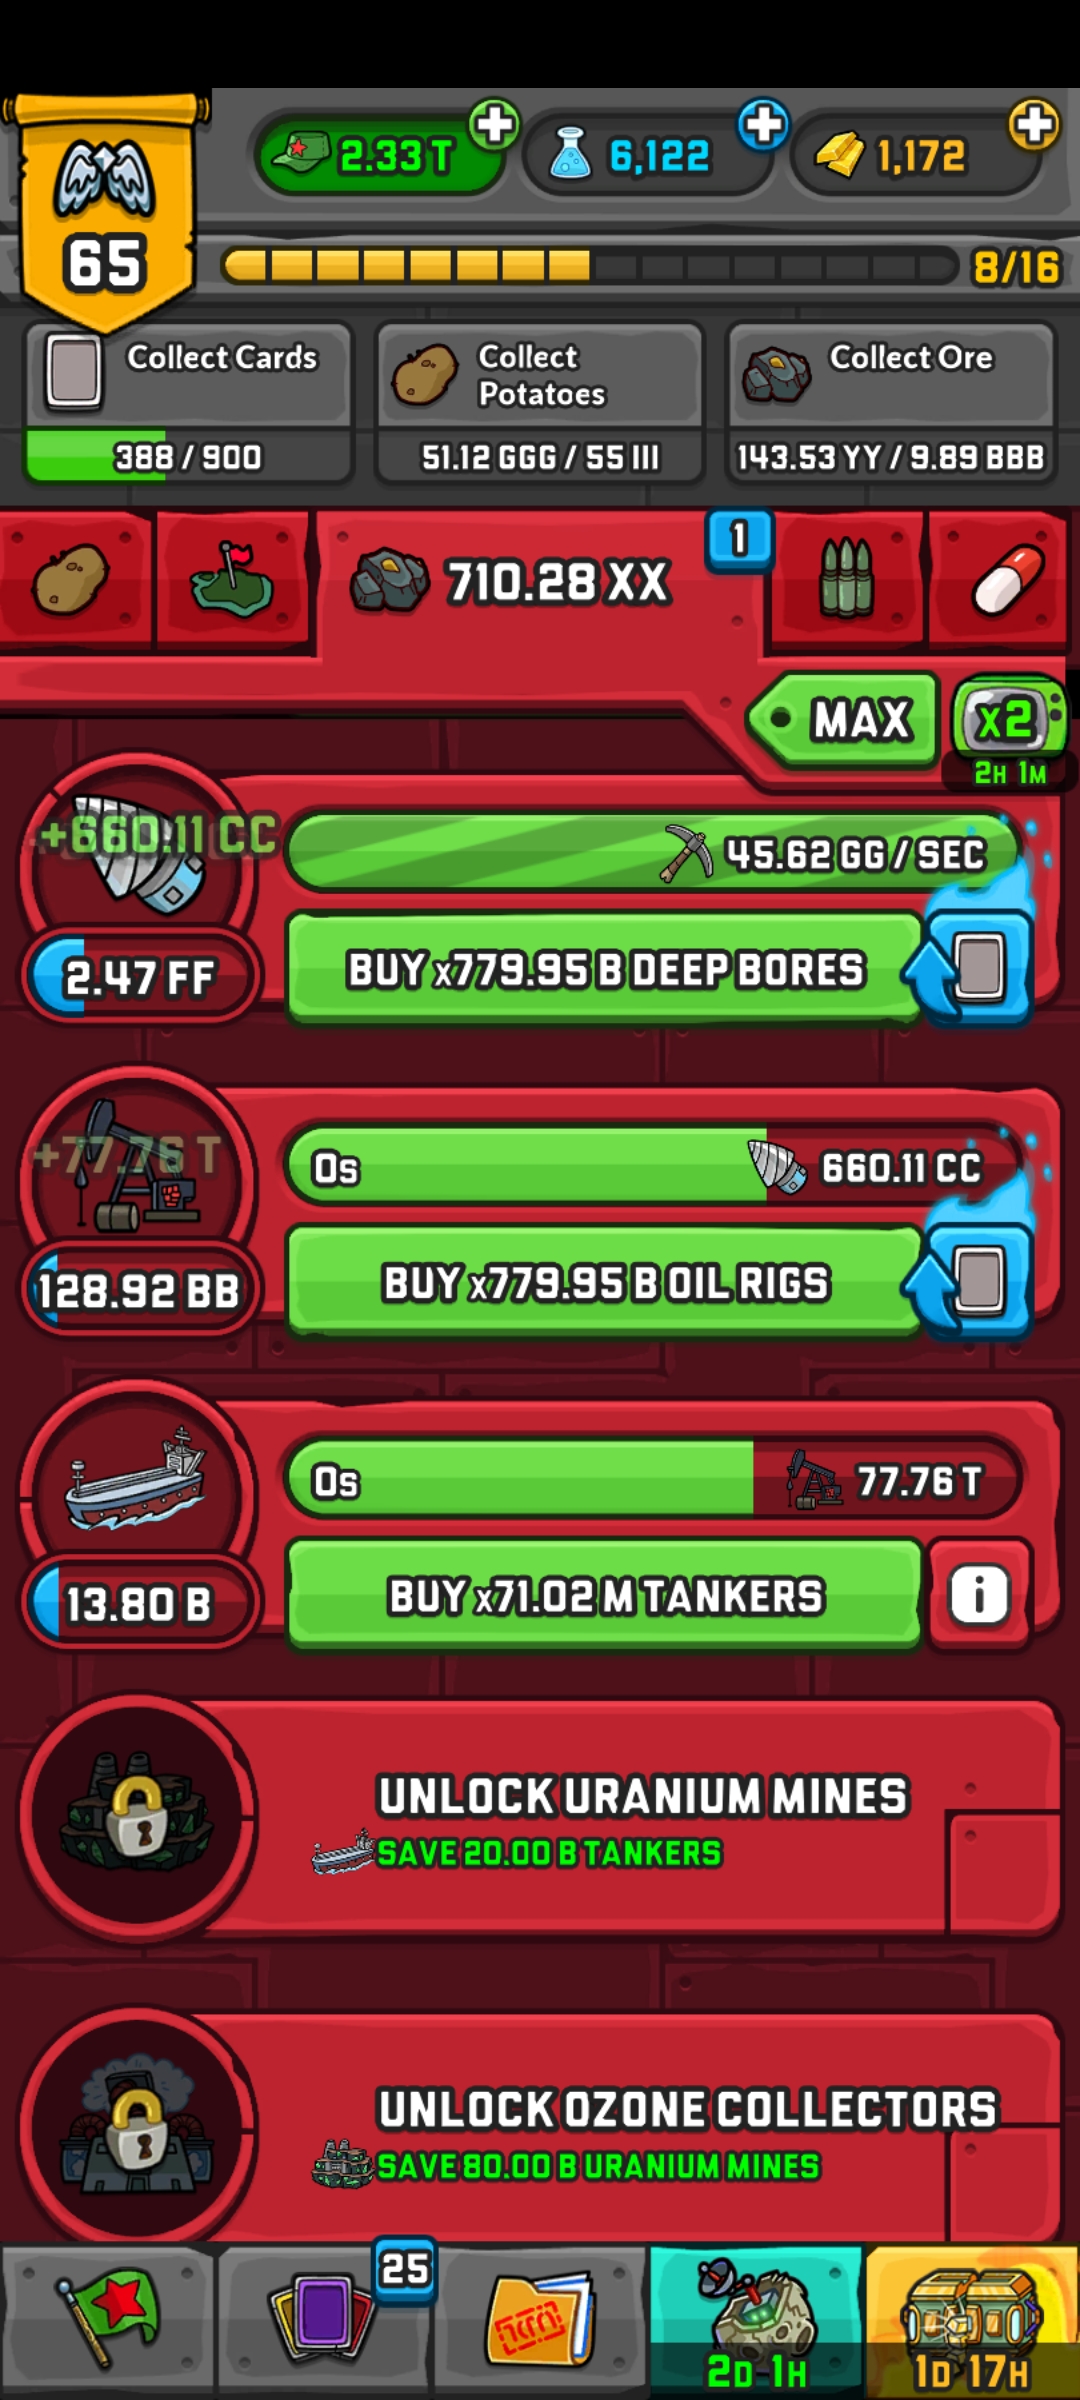 2.33 T
6,122
1,172
65
8/16
Collect Cards
388 / 900
Collect
Potatoes
51.12 GGG / 55 III
Collect Ore
143.53 YY / 9.89 BBB
710.28 XX
1
MAX
x2
2H 1M
+660.11 CC
45.62 GG / SEC
2.47 FF
BUY x779.95 B DEEP BORES
+77.76 T
0s
660.11 CC
128.92 BB
BUY x779.95 B OIL RIGS
0s
77.76 T
13.80 B
BUY x71.02 M TANKERS
i
UNLOCK URANIUM MINES
SAVE 20.00 B TANKERS
UNLOCK OZONE COLLECTORS
SAVE 80.00 B URANIUM MINES
25
2D 1H
1D 17H